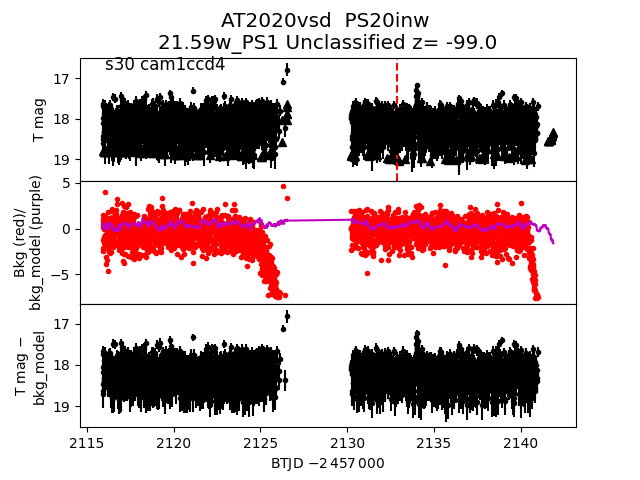 AT2020vsd  PS20inw
21.59w_PS1 Unclassified z= -99.0
s30 cam1ccd4
17
18
19
T mag
5
0
−5
Bkg (red)/
bkg_model (purple)
17
18
19
T mag −
bkg_model
2115
2120
2125
2130
2135
2140
BTJD −2 457 000